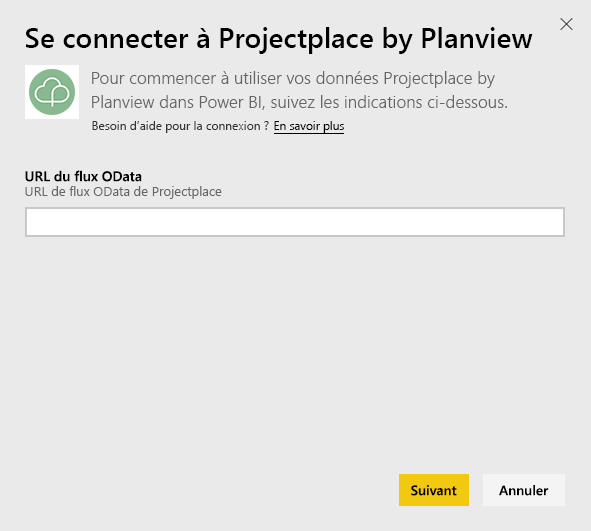 Se connecter à Projectplace by Planview
Pour commencer à utiliser vos données Projectplace by
Planview dans Power BI, suivez les indications ci-dessous.
Besoin d'aide pour la connexion ? En savoir plus
URL du flux OData
URL de flux OData de Projectplace
Suivant
Annuler